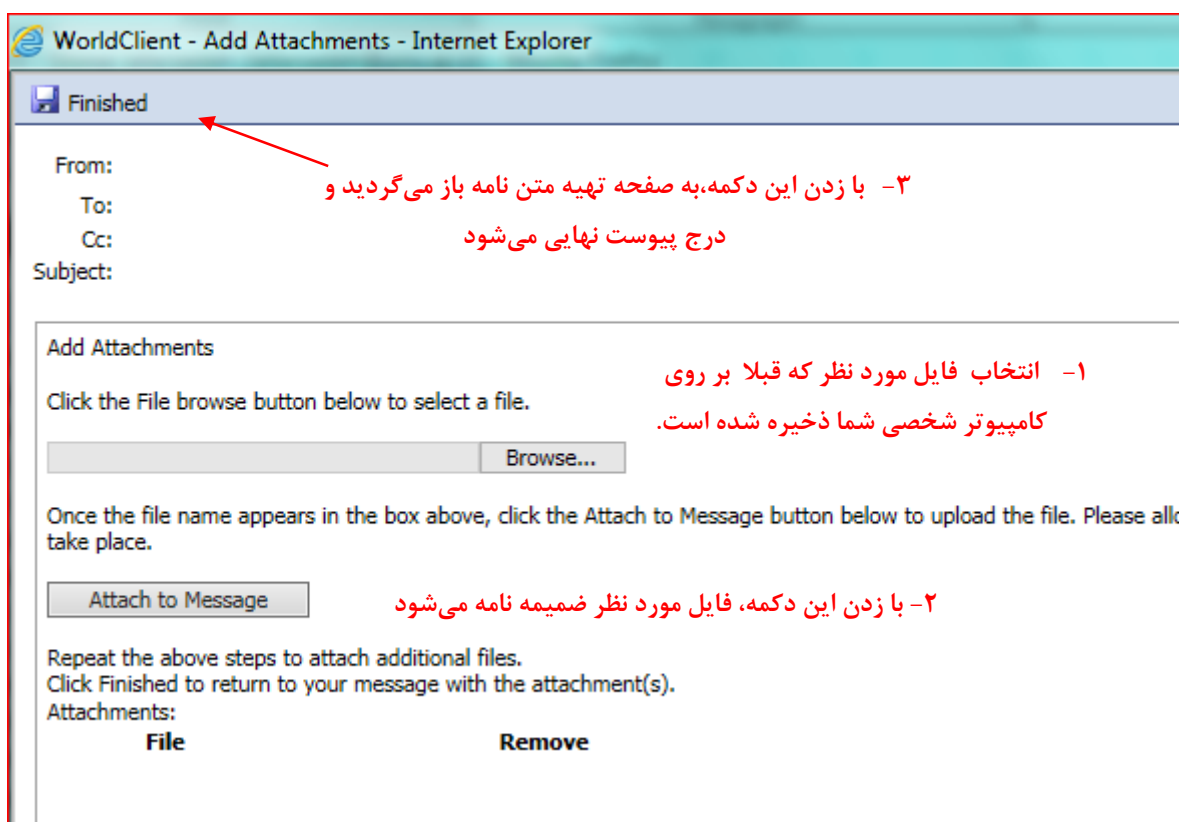 WorldClient - Add Attachments - Internet Explorer
Finished
From:
۳- با زدن این دکمه،به صفحه تهیه متن نامه باز می‌گردید و
To:
Cc:
درج پیوست نهایی می‌شود
Subject:
Add Attachments
۱- انتخاب فایل مورد نظر که قبلا بر روی
Click the File browse button below to select a file.
کامپیوتر شخصی شما ذخیره شده است.
Browse...
Once the file name appears in the box above, click the Attach to Message button below to upload the file. Please
take place.
Attach to Message
۲- با زدن این دکمه، فایل مورد نظر ضمیمه نامه می‌شود
Repeat the above steps to attach additional files.
Click Finished to return to your message with the attachment(s).
Attachments:
File Remove